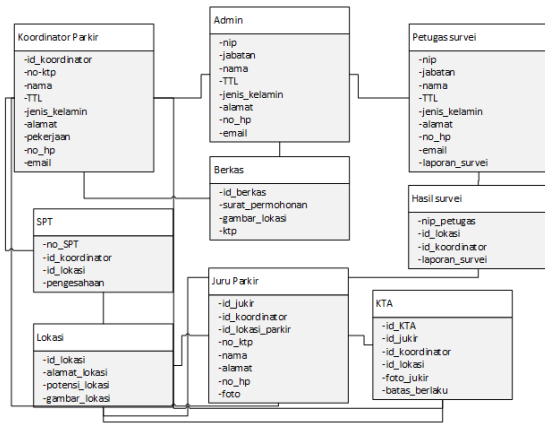 Koordinator Parkir
-id_koordinator
-no-ktp
-nama
-TTL
-jenis_kelamin
-alamat
-pekerjaan
-no_hp
-email
Admin
-nip
-jabatan
-nama
-TTL
-jenis_kelamin
-alamat
-no_hp
-email
Petugas survei
-nip
-jabatan
-nama
-TTL
-jenis_kelamin
-alamat
-no_hp
-email
-laporan_survei
Berkas
-id_berkas
-surat_permohonan
-gambar_lokasi
-ktp
Hasil survei
-nip_petugas
-id_lokasi
-id_koordinator
-laporan_survei
SPT
-no_SPT
-id_koordinator
-id_lokasi
-pengesahaan
Juru Parkir
-id_jukir
-id_koordinator
-id_lokasi_parkir
-no_ktp
-nama
-alamat
-no_hp
-foto
KTA
-id_KTA
-id_jukir
-id_koordinator
-id_lokasi
-foto_jukir
-batas_berlaku
Lokasi
-id_lokasi
-alamat_lokasi
-potensi_lokasi
-gambar_lokasi